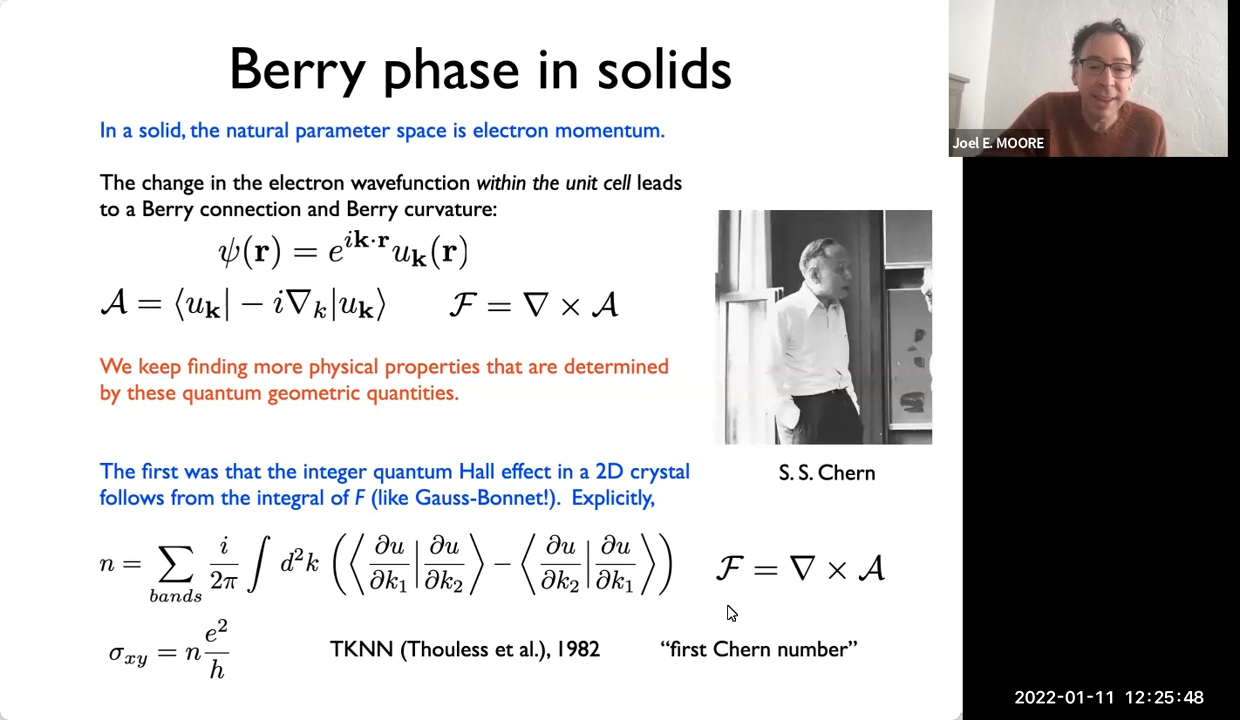 Berry phase in solids
In a solid, the natural parameter space is electron momentum.
The change in the electron wavefunction within the unit cell leads
to a Berry connection and Berry curvature:
ψ(𝐫) = e^{i𝐤·𝐫} u_𝐤(𝐫)
𝒜 = ⟨u_𝐤| − i∇_k |u_𝐤⟩ ℱ = ∇ × 𝒜
We keep finding more physical properties that are determined
by these quantum geometric quantities.
The first was that the integer quantum Hall effect in a 2D crystal
follows from the integral of F (like Gauss-Bonnet!). Explicitly,
n = ∑_{bands} i/2π ∫ d²k (⟨∂u/∂k₁ | ∂u/∂k₂⟩ − ⟨∂u/∂k₂ | ∂u/∂k₁⟩) ℱ = ∇ × 𝒜
σ_{xy} = n e²/h
TKNN (Thouless et al.), 1982 “first Chern number”
S. S. Chern
Joel E. MOORE
2022-01-11 12:25:48